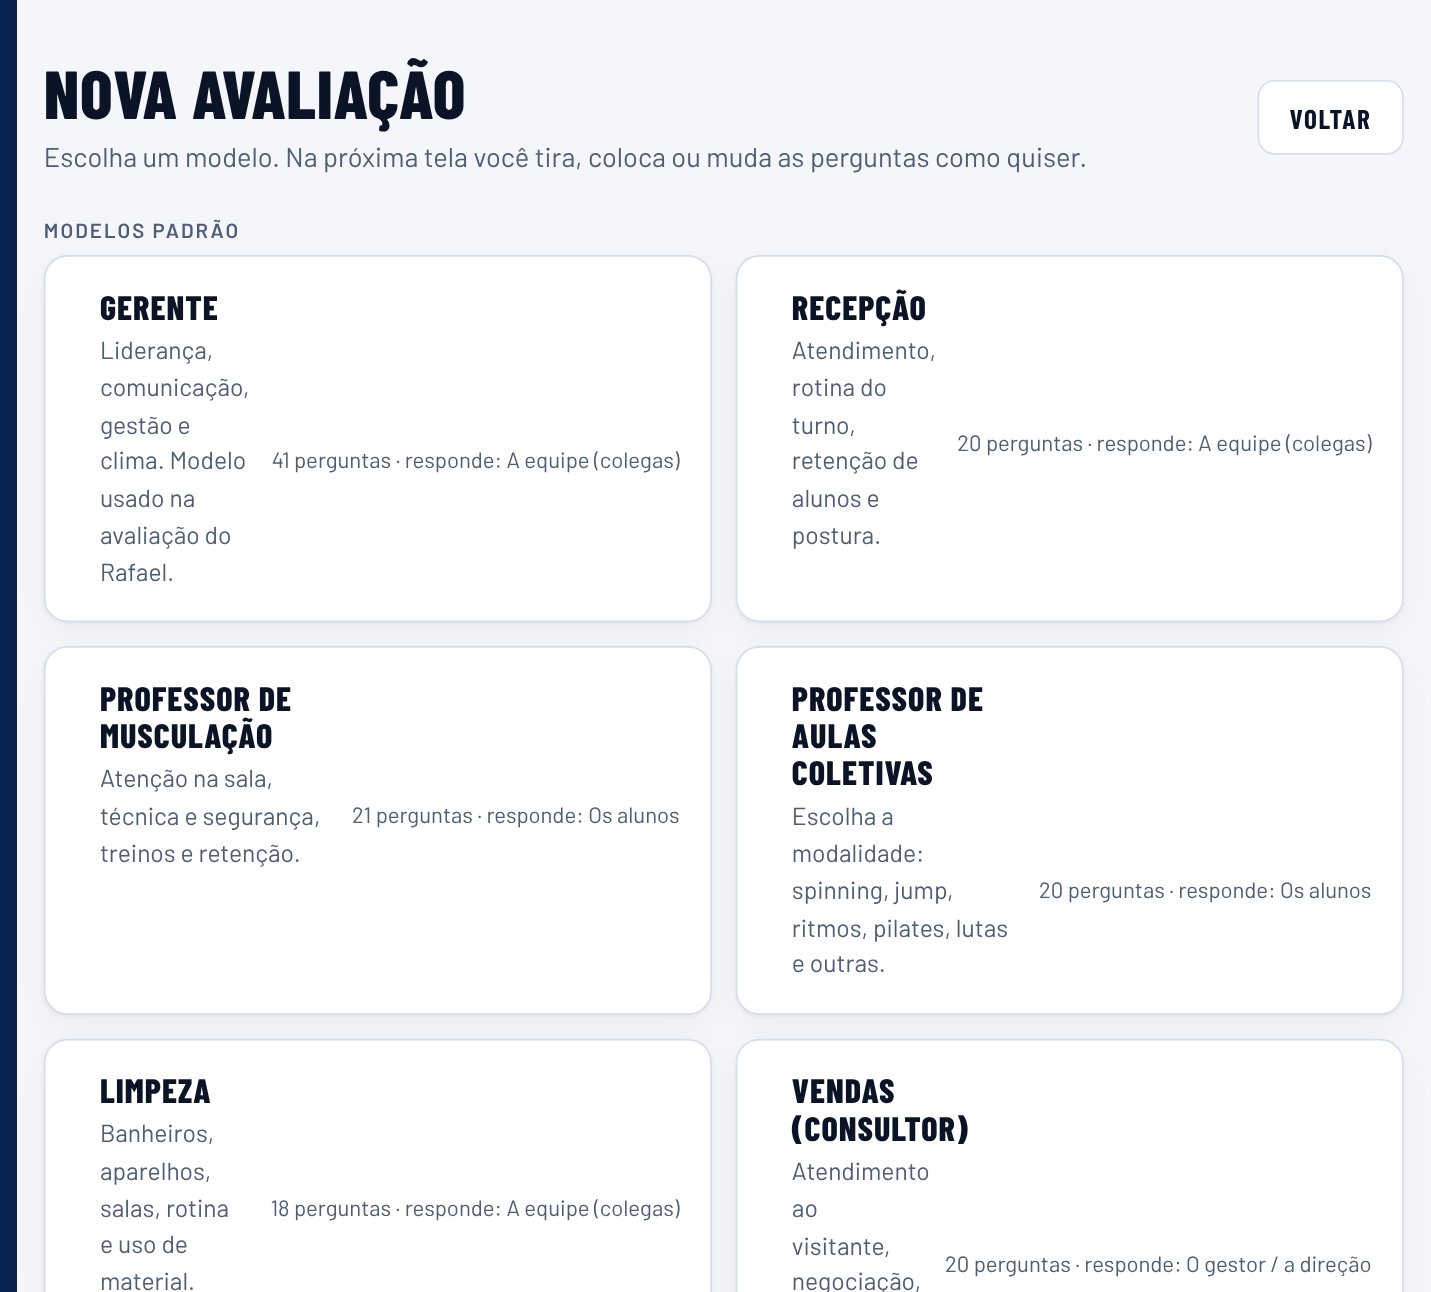 NOVA AVALIAÇÃO
VOLTAR
Escolha um modelo. Na próxima tela você tira, coloca ou muda as perguntas como quiser.
MODELOS PADRÃO
GERENTE
Liderança,
comunicação,
gestão e
clima. Modelo
usado na
avaliação do
Rafael.
41 perguntas · responde: A equipe (colegas)
RECEPÇÃO
Atendimento,
rotina do
turno,
retenção de
alunos e
postura.
20 perguntas · responde: A equipe (colegas)
PROFESSOR DE
MUSCULAÇÃO
Atenção na sala,
técnica e segurança,
treinos e retenção.
21 perguntas · responde: Os alunos
PROFESSOR DE
AULAS
COLETIVAS
Escolha a
modalidade:
spinning, jump,
ritmos, pilates, lutas
e outras.
20 perguntas · responde: Os alunos
LIMPEZA
Banheiros,
aparelhos,
salas, rotina
e uso de
material.
18 perguntas · responde: A equipe (colegas)
VENDAS
(CONSULTOR)
Atendimento
ao
visitante,
negociação,
20 perguntas · responde: O gestor / a direção